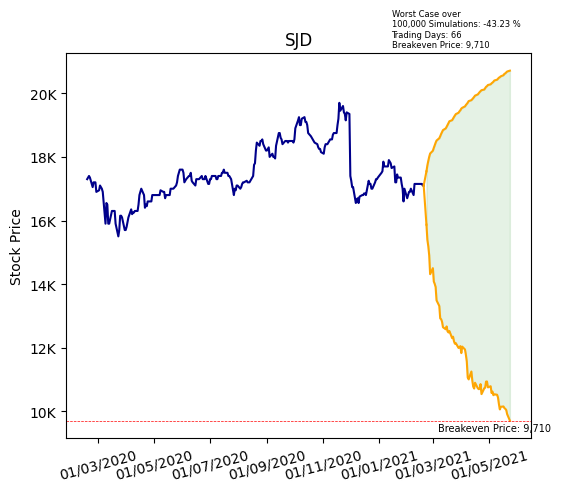 Worst Case over
100,000 Simulations: -43.23 %
Trading Days: 66
Breakeven Price: 9,710
SJD
Stock Price
20K
18K
16K
14K
12K
10K
Breakeven Price: 9,710
01/03/2020
01/05/2020
01/07/2020
01/09/2020
01/11/2020
01/01/2021
01/03/2021
01/05/2021